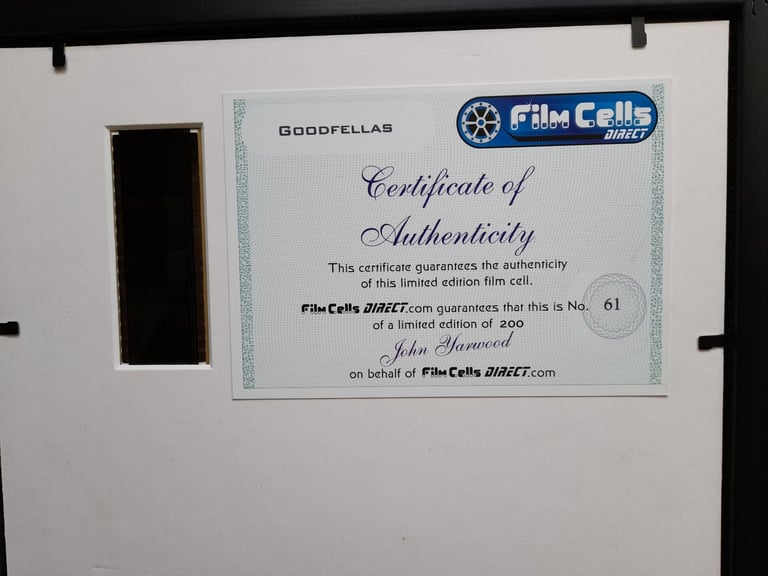 GOODFELLAS
Film Cells
DIRECT
Certificate of
Authenticity
This certificate guarantees the authenticity
of this limited edition film cell.
Film Cells DIRECT.com guarantees that this is No. 61
of a limited edition of 200
John Yarwood
on behalf of Film Cells DIRECT.com